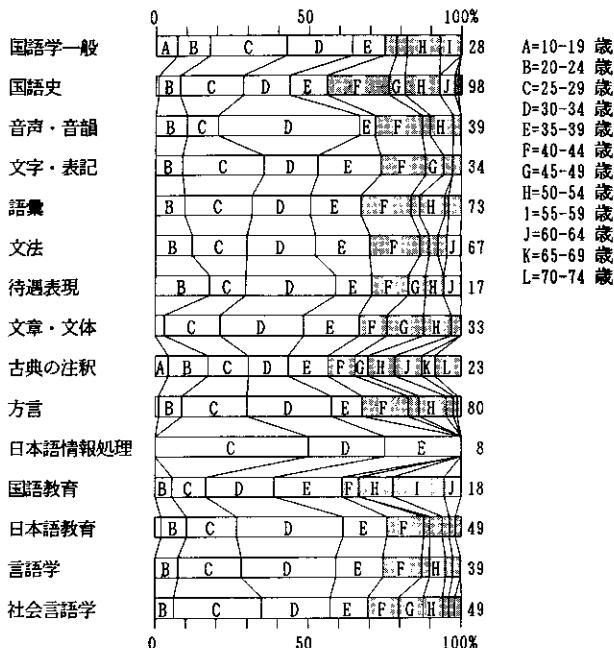 0 50 100%
国語学一般 A B C D E H I 28
国語史 B C D E F G H J 98
音声・音韻 B C D E F H 39
文字・表記 B C D E F G 34
語彙 B C D E F H 73
文法 B C D E F J 67
待遇表現 B C D E F G H J 17
文章・文体 C D E F G H 33
古典の注釈 A B C D E F G H J K L 23
方言 B C D E F H 80
日本語情報処理 C D E 8
国語教育 B C D E F H I J 18
日本語教育 B C D E F 49
言語学 B C D E F H 39
社会言語学 B C D E F G H 49
0 50 100%
A=10-19 歳
B=20-24 歳
C=25-29 歳
D=30-34 歳
E=35-39 歳
F=40-44 歳
G=45-49 歳
H=50-54 歳
I=55-59 歳
J=60-64 歳
K=65-69 歳
L=70-74 歳